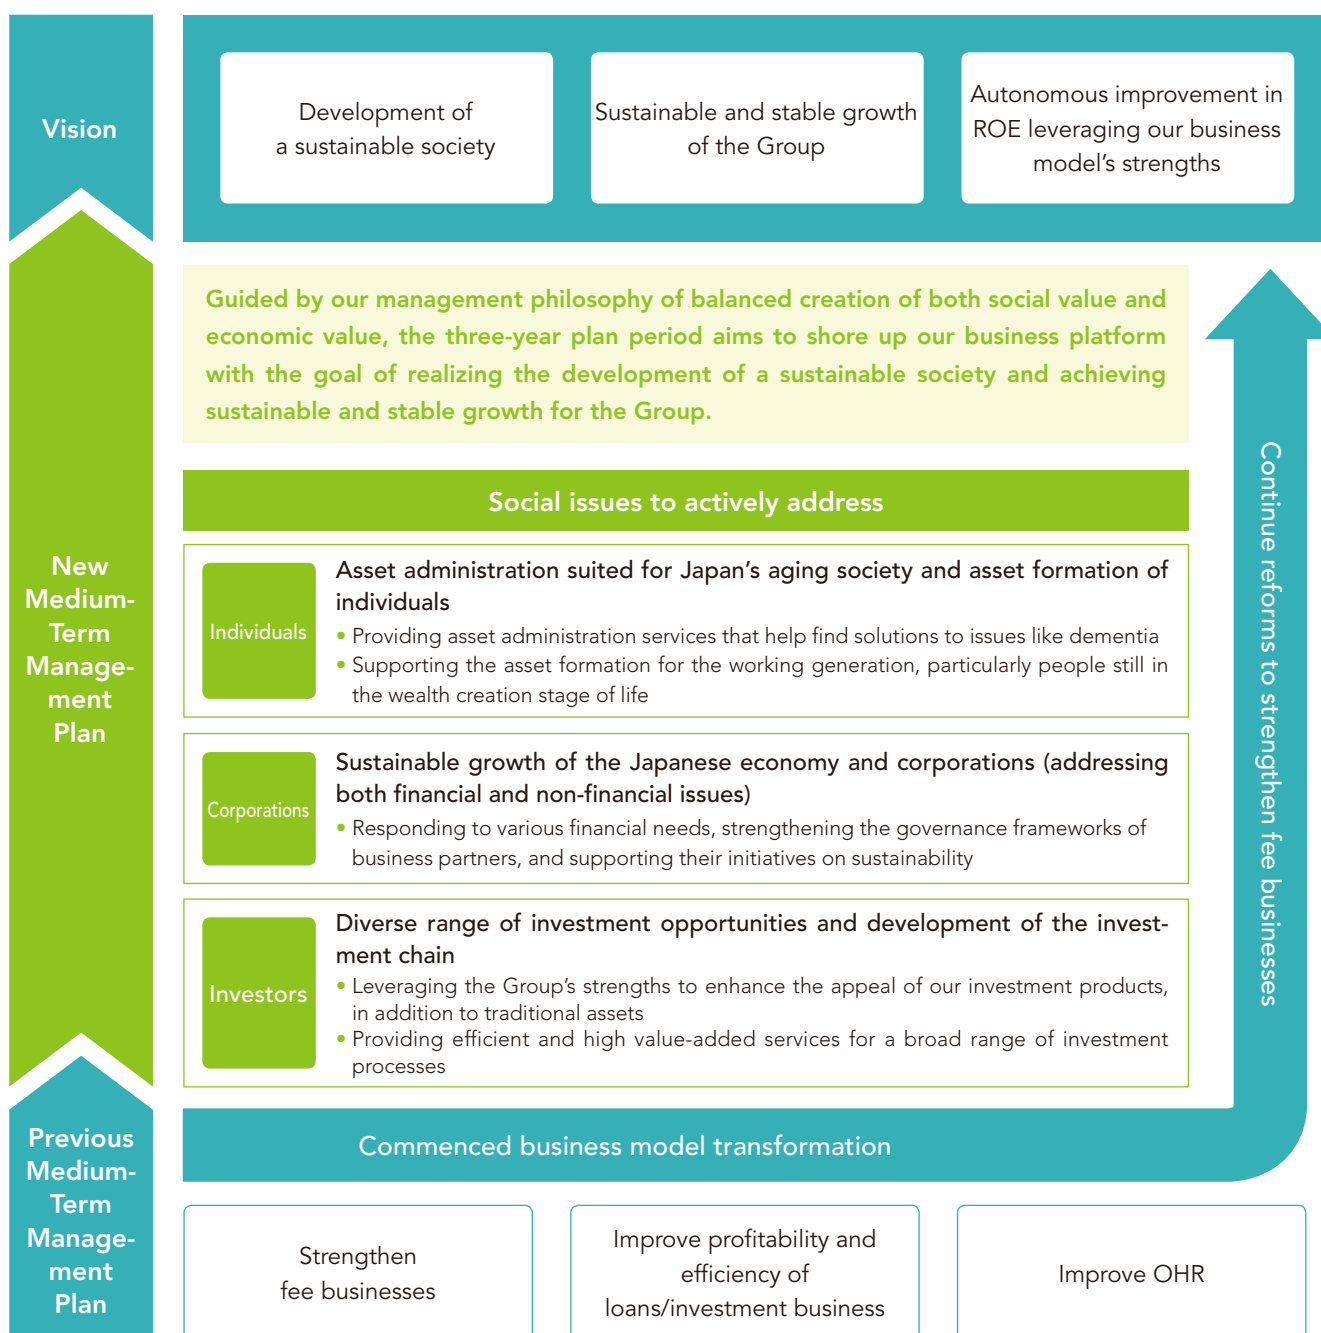 Vision
Development of
a sustainable society
Sustainable and stable growth
of the Group
Autonomous improvement in
ROE leveraging our business
model’s strengths
New
Medium-
Term
Manage-
ment
Plan
Guided by our management philosophy of balanced creation of both social value and
economic value, the three-year plan period aims to shore up our business platform
with the goal of realizing the development of a sustainable society and achieving
sustainable and stable growth for the Group.
Social issues to actively address
Individuals
Asset administration suited for Japan’s aging society and asset formation of
individuals
• Providing asset administration services that help find solutions to issues like dementia
• Supporting the asset formation for the working generation, particularly people still in
the wealth creation stage of life
Corporations
Sustainable growth of the Japanese economy and corporations (addressing
both financial and non-financial issues)
• Responding to various financial needs, strengthening the governance frameworks of
business partners, and supporting their initiatives on sustainability
Investors
Diverse range of investment opportunities and development of the invest-
ment chain
• Leveraging the Group’s strengths to enhance the appeal of our investment products,
in addition to traditional assets
• Providing efficient and high value-added services for a broad range of investment
processes
Continue reforms to strengthen fee businesses
Previous
Medium-
Term
Manage-
ment
Plan
Commenced business model transformation
Strengthen
fee businesses
Improve profitability and
efficiency of
loans/investment business
Improve OHR